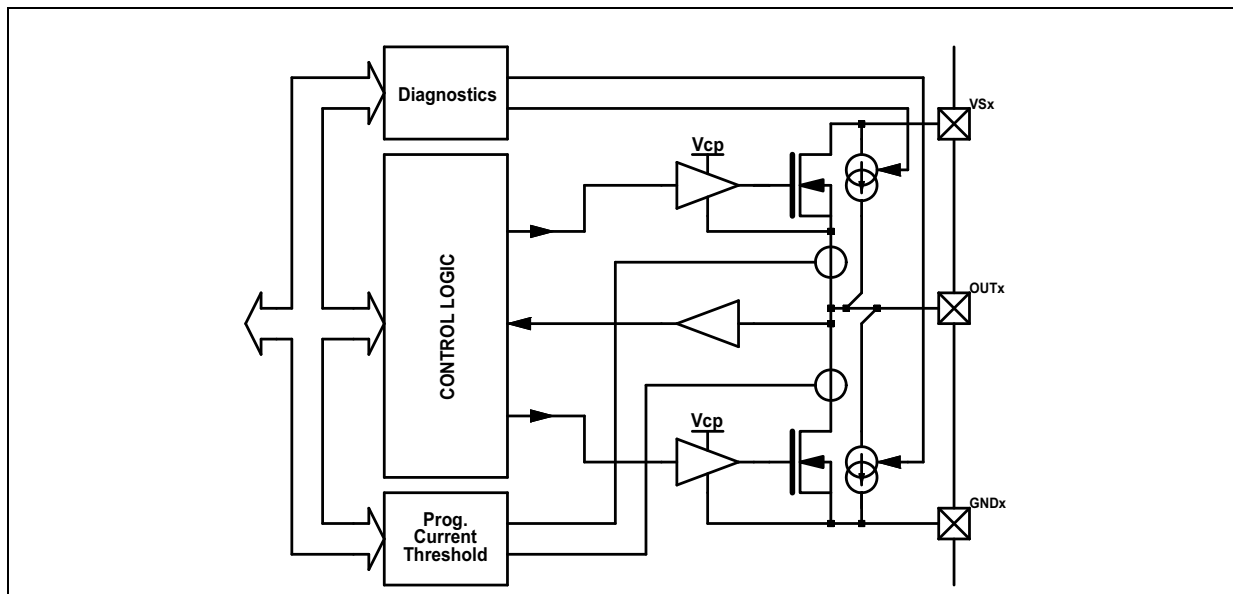 Diagnostics
VSx
Vcp
CONTROL LOGIC
OUTx
Vcp
Prog.
Current
Threshold
GNDx